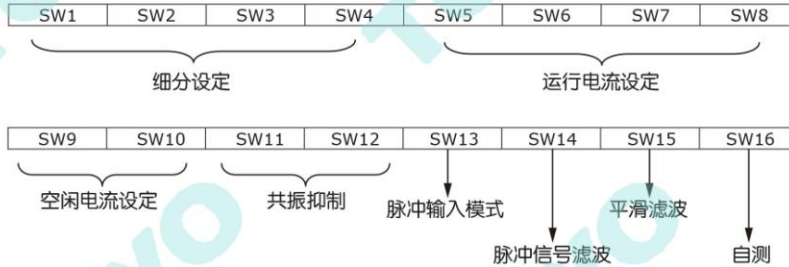 SW1 SW2 SW3 SW4 SW5 SW6 SW7 SW8
细分设定 运行电流设定
SW9 SW10 SW11 SW12 SW13 SW14 SW15 SW16
空闲电流设定 共振抑制 脉冲输入模式 平滑滤波
脉冲信号滤波 自测